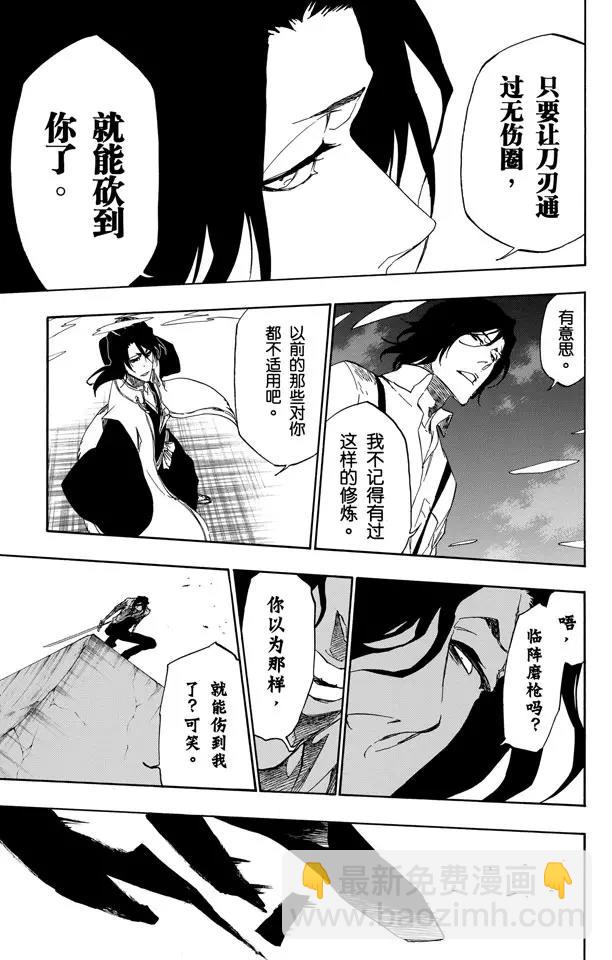 只要让刀刃通
过无伤圈，
就能砍到
你了。
有意思。
我不记得有过
这样的修炼。
以前的那些对你
都不适用吧。
唔，
临阵磨枪吗？
你以为那样，
就能伤到我
了？可笑。
最新免费漫画
www.baozimh.com